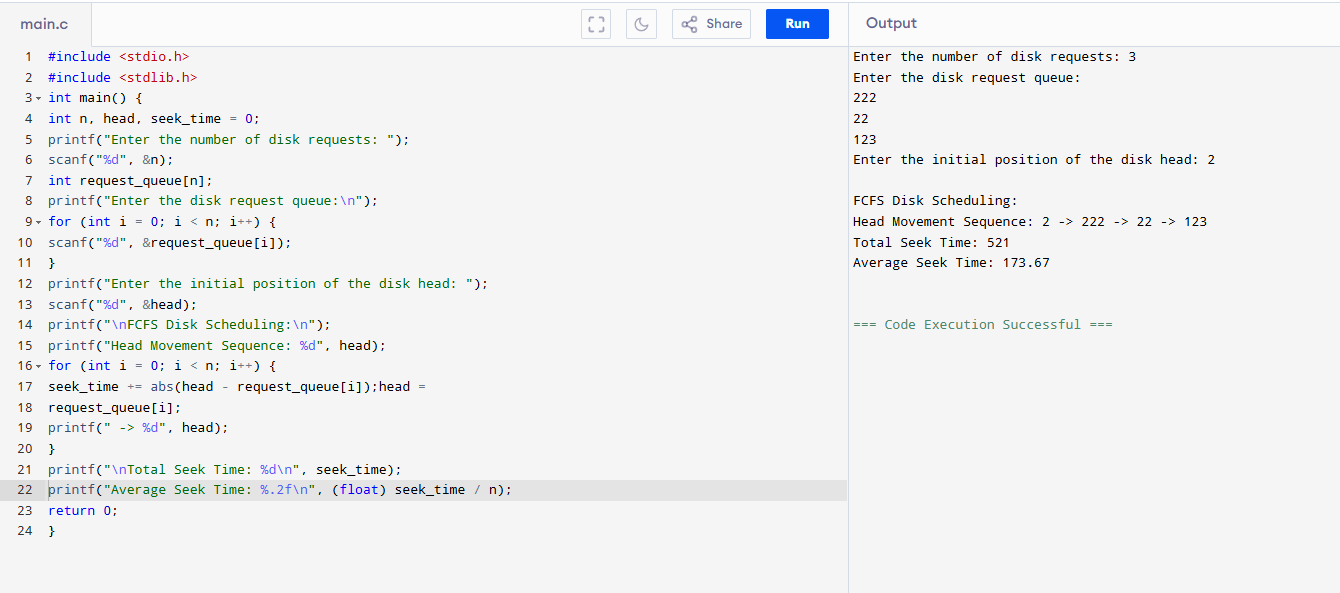 main.c
Share
Run
Output
1 #include <stdio.h>
2 #include <stdlib.h>
3 int main() {
4 int n, head, seek_time = 0;
5 printf("Enter the number of disk requests: ");
6 scanf("%d", &n);
7 int request_queue[n];
8 printf("Enter the disk request queue:\n");
9 for (int i = 0; i < n; i++) {
10 scanf("%d", &request_queue[i]);
11 }
12 printf("Enter the initial position of the disk head: ");
13 scanf("%d", &head);
14 printf("\nFCFS Disk Scheduling:\n");
15 printf("Head Movement Sequence: %d", head);
16 for (int i = 0; i < n; i++) {
17 seek_time += abs(head - request_queue[i]);head =
18 request_queue[i];
19 printf(" -> %d", head);
20 }
21 printf("\nTotal Seek Time: %d\n", seek_time);
22 printf("Average Seek Time: %.2f\n", (float) seek_time / n);
23 return 0;
24 }
Enter the number of disk requests: 3
Enter the disk request queue:
222
22
123
Enter the initial position of the disk head: 2
FCFS Disk Scheduling:
Head Movement Sequence: 2 -> 222 -> 22 -> 123
Total Seek Time: 521
Average Seek Time: 173.67
=== Code Execution Successful ===